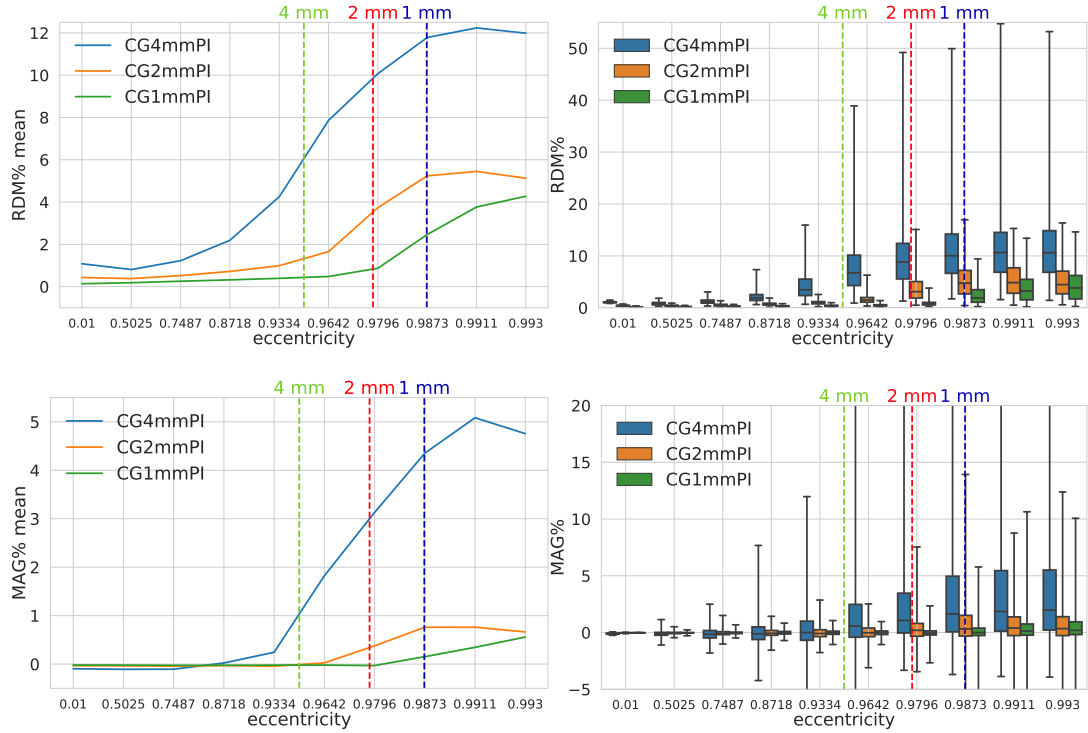 4 mm 2 mm 1 mm
12
10
8
6
4
2
0
RDM% mean
CG4mmPI
CG2mmPI
CG1mmPI
0.01 0.5025 0.7487 0.8718 0.9334 0.9642 0.9796 0.9873 0.9911 0.993
eccentricity
4 mm 2 mm 1 mm
50
40
30
20
10
0
RDM%
CG4mmPI
CG2mmPI
CG1mmPI
0.01 0.5025 0.7487 0.8718 0.9334 0.9642 0.9796 0.9873 0.9911 0.993
eccentricity
4 mm 2 mm 1 mm
5
4
3
2
1
0
MAG% mean
CG4mmPI
CG2mmPI
CG1mmPI
0.01 0.5025 0.7487 0.8718 0.9334 0.9642 0.9796 0.9873 0.9911 0.993
eccentricity
4 mm 2 mm 1 mm
20
15
10
5
0
−5
MAG%
CG4mmPI
CG2mmPI
CG1mmPI
0.01 0.5025 0.7487 0.8718 0.9334 0.9642 0.9796 0.9873 0.9911 0.993
eccentricity